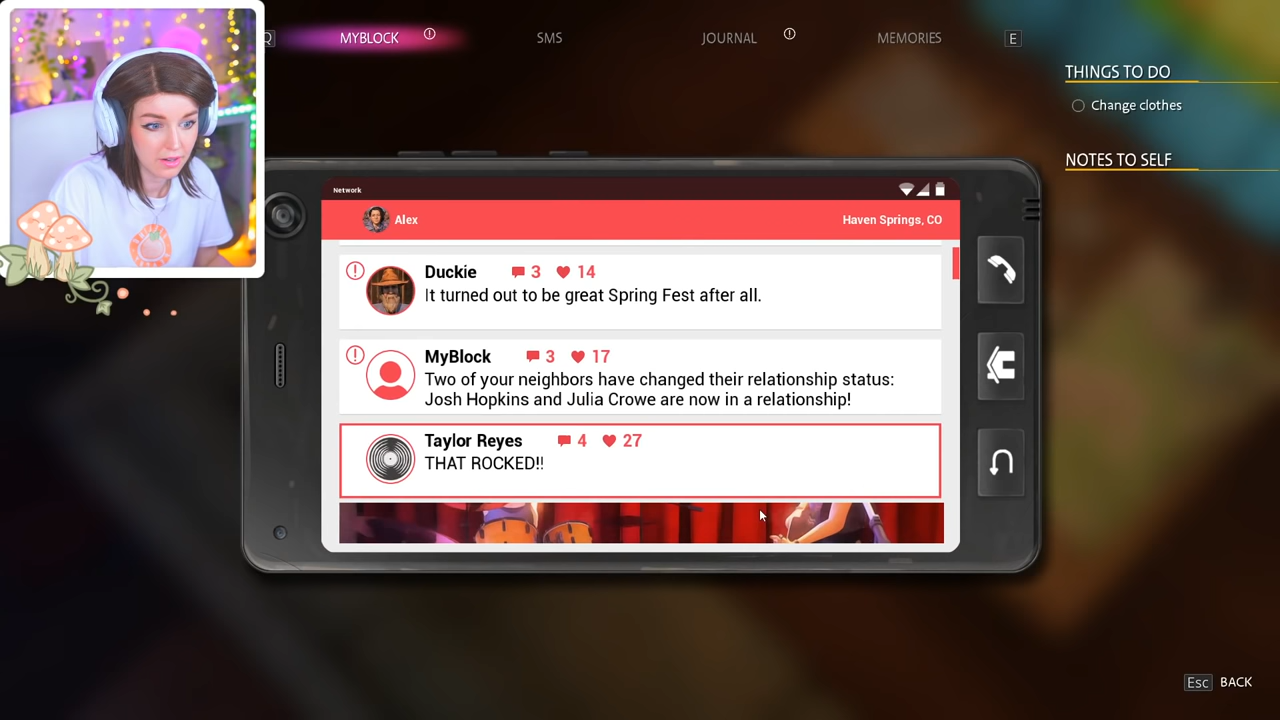 Q
MYBLOCK
SMS
JOURNAL
MEMORIES
E
THINGS TO DO
Change clothes
NOTES TO SELF
Network
Alex
Haven Springs, CO
Duckie 3 14
It turned out to be great Spring Fest after all.
MyBlock 3 17
Two of your neighbors have changed their relationship status:
Josh Hopkins and Julia Crowe are now in a relationship!
Taylor Reyes 4 27
THAT ROCKED!!
Esc BACK